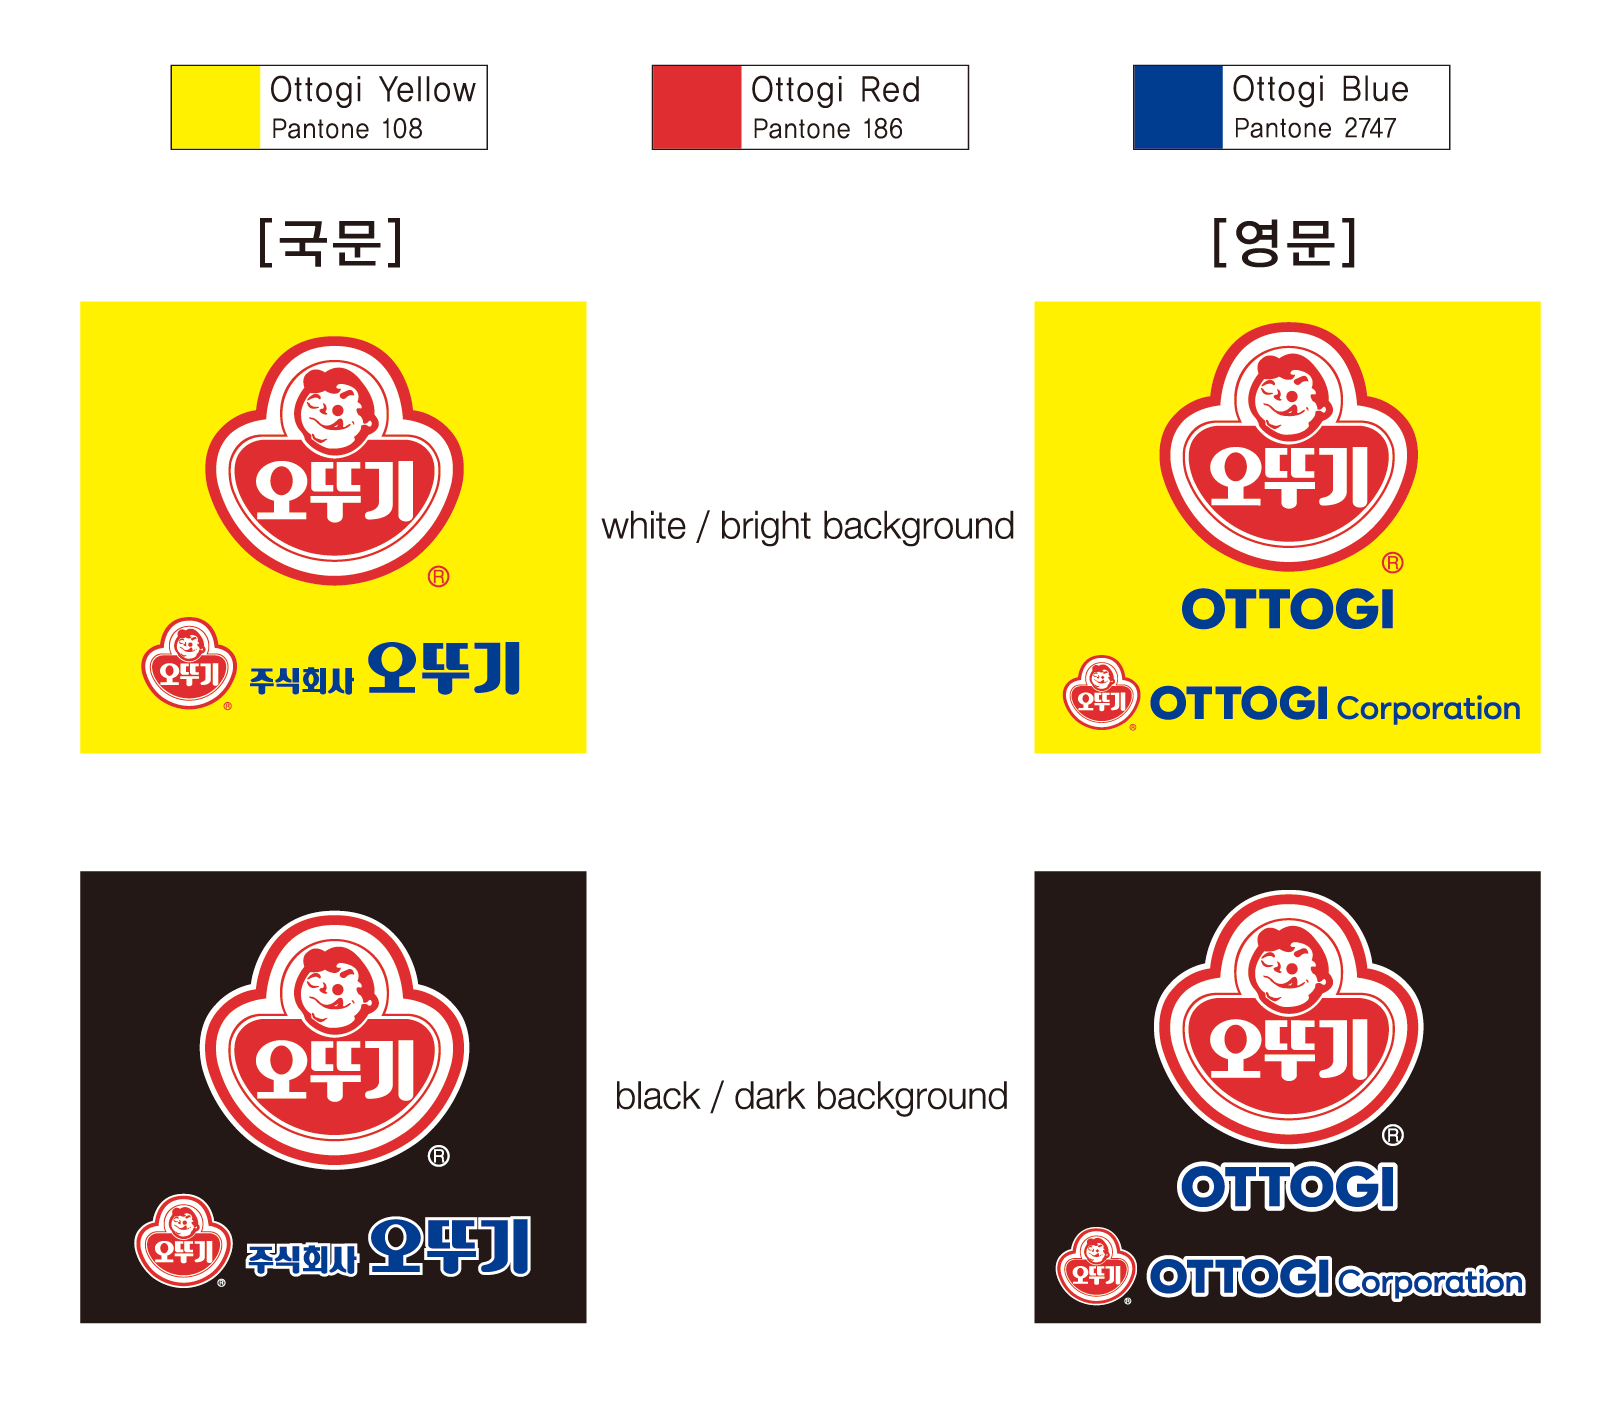 Ottogi Yellow
Pantone 108
Ottogi Red
Pantone 186
Ottogi Blue
Pantone 2747
[국문]
[영문]
오뚜기
®
오뚜기
®
주식회사 오뚜기
white / bright background
오뚜기
®
OTTOGI
오뚜기
®
OTTOGI Corporation
오뚜기
®
오뚜기
®
주식회사 오뚜기
black / dark background
오뚜기
®
OTTOGI
오뚜기
®
OTTOGI Corporation